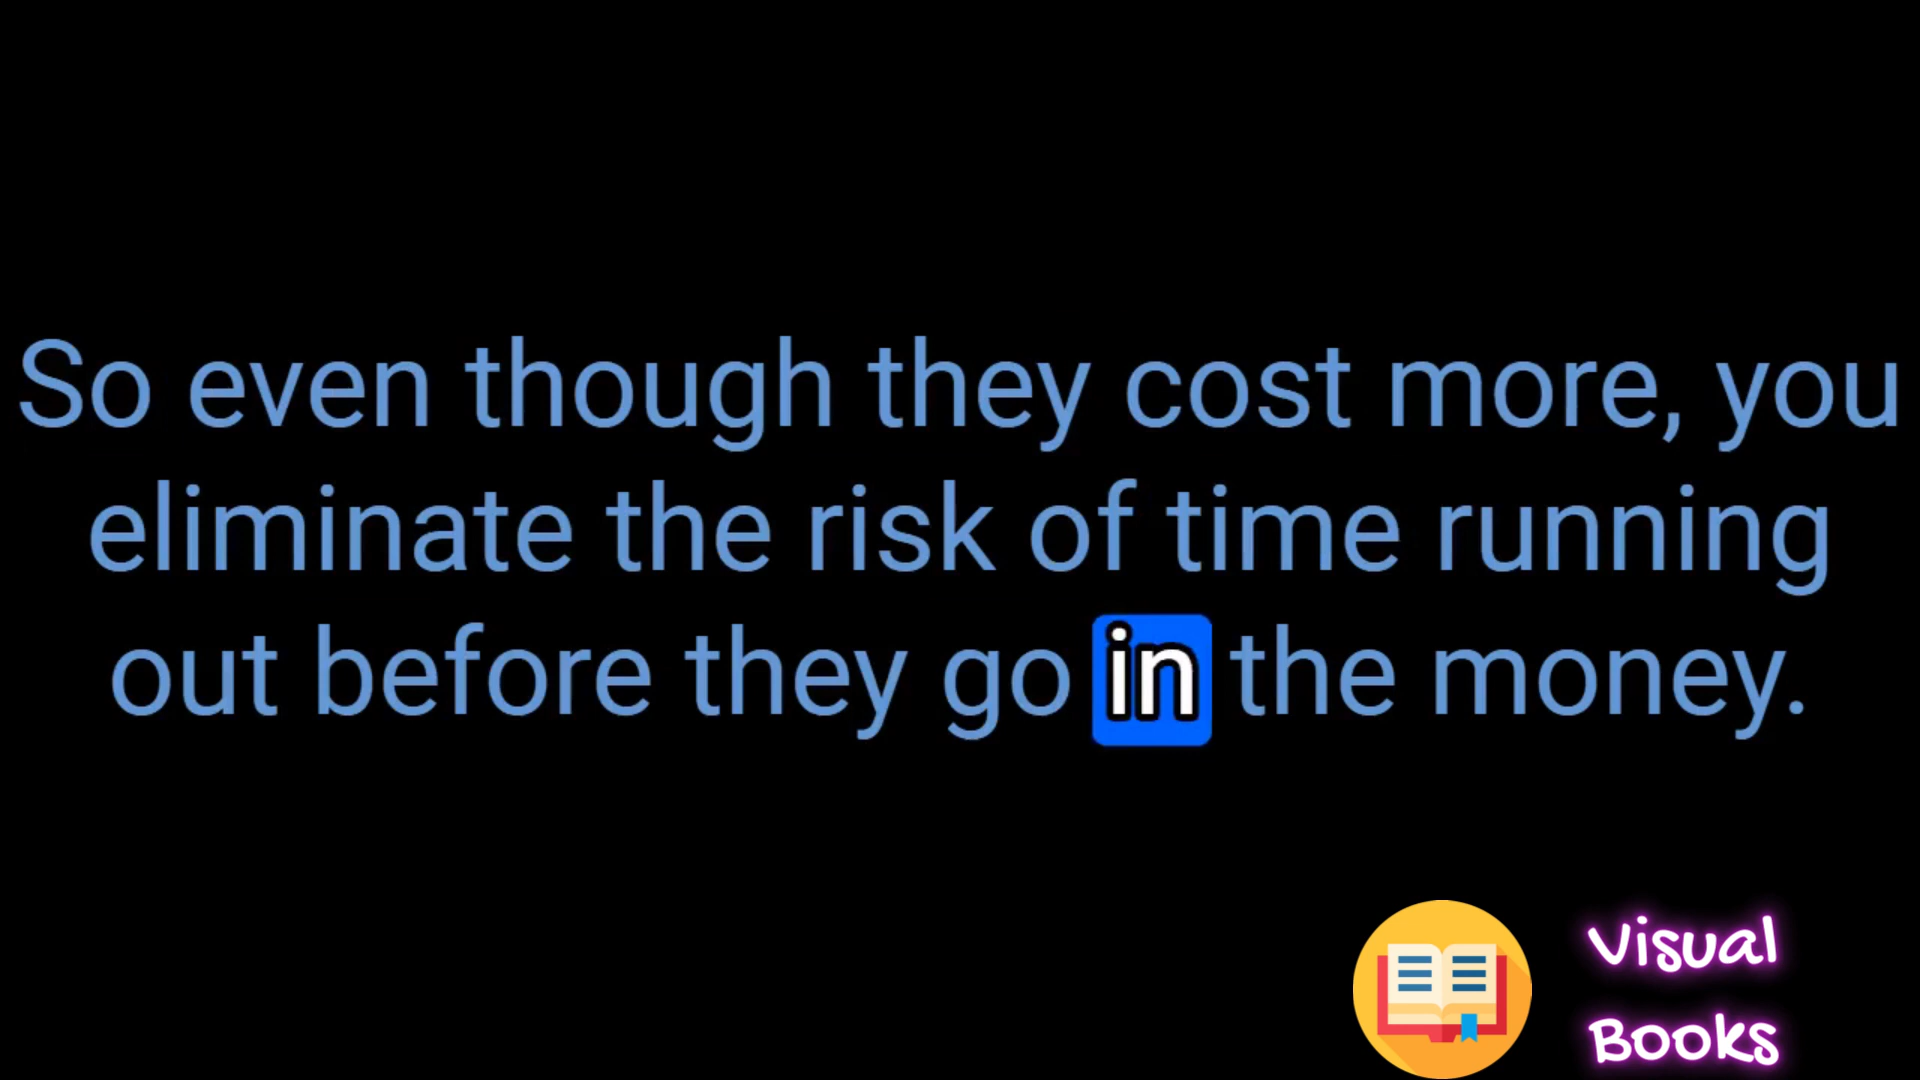 So even though they cost more, you
eliminate the risk of time running
out before they go in the money.
Visual
Books